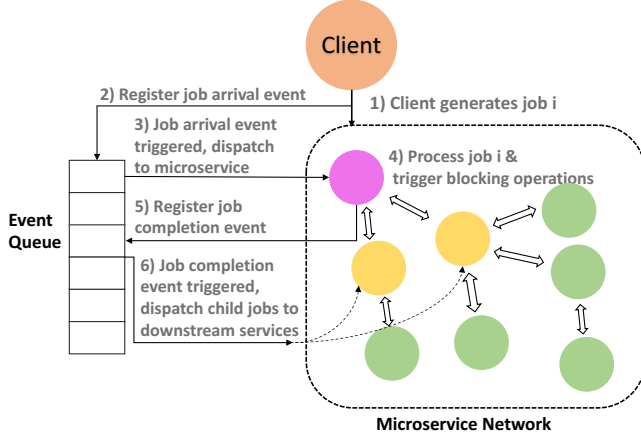 Client
2) Register job arrival event
1) Client generates job i
3) Job arrival event
triggered, dispatch
to microservice
4) Process job i &
trigger blocking operations
Event
Queue
5) Register job
completion event
6) Job completion
event triggered,
dispatch child jobs to
downstream services
Microservice Network